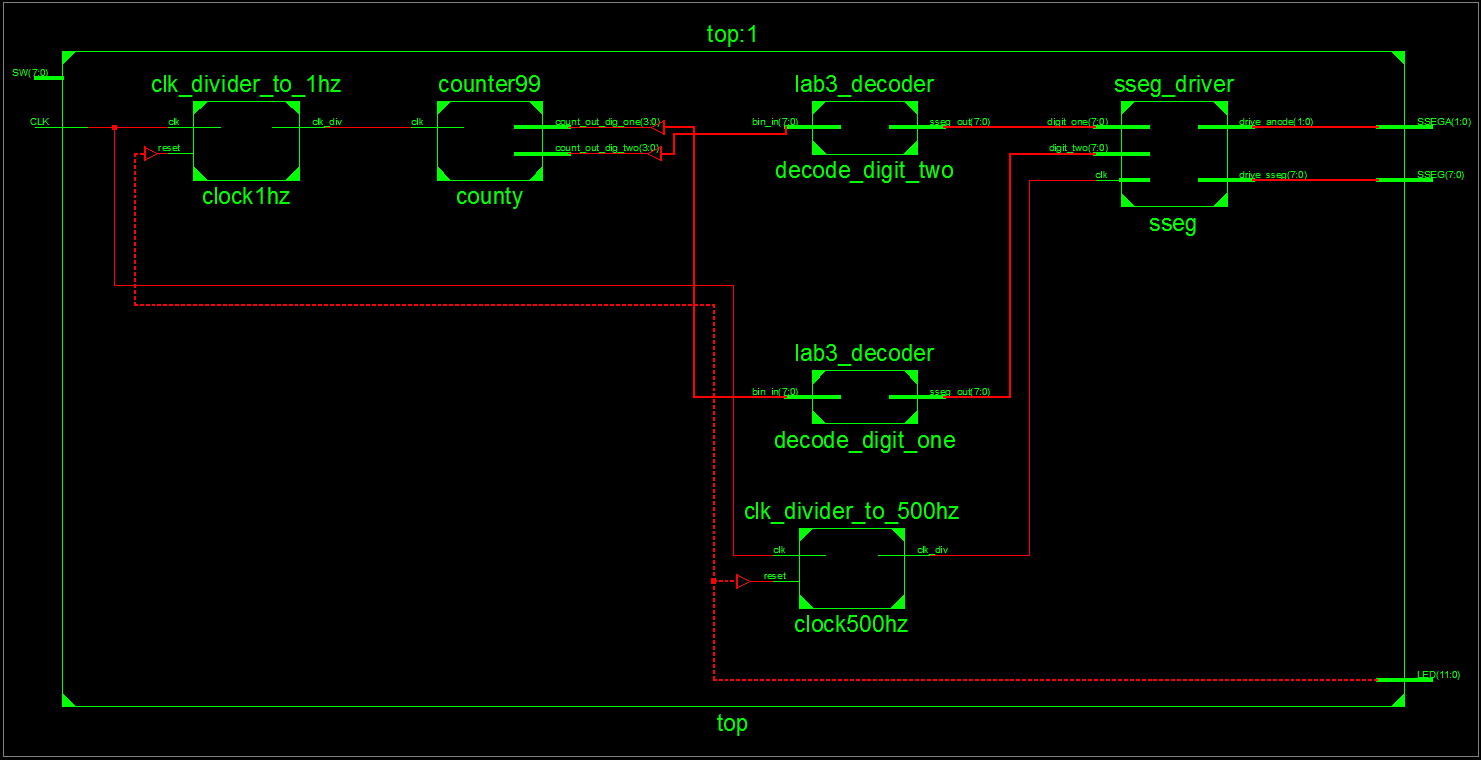 top:1
SW(7:0)
CLK
clk_divider_to_1hz
clk
clk_div
reset
clock1hz
counter99
clk
count_out_dig_one(3:0)
count_out_dig_two(3:0)
county
lab3_decoder
bin_in(7:0)
sseg_out(7:0)
decode_digit_two
sseg_driver
digit_one(7:0)
drive_anode(1:0)
digit_two(7:0)
clk
drive_sseg(7:0)
sseg
SSEGA(1:0)
SSEG(7:0)
lab3_decoder
bin_in(7:0)
sseg_out(7:0)
decode_digit_one
clk_divider_to_500hz
clk
clk_div
reset
clock500hz
LED(11:0)
top